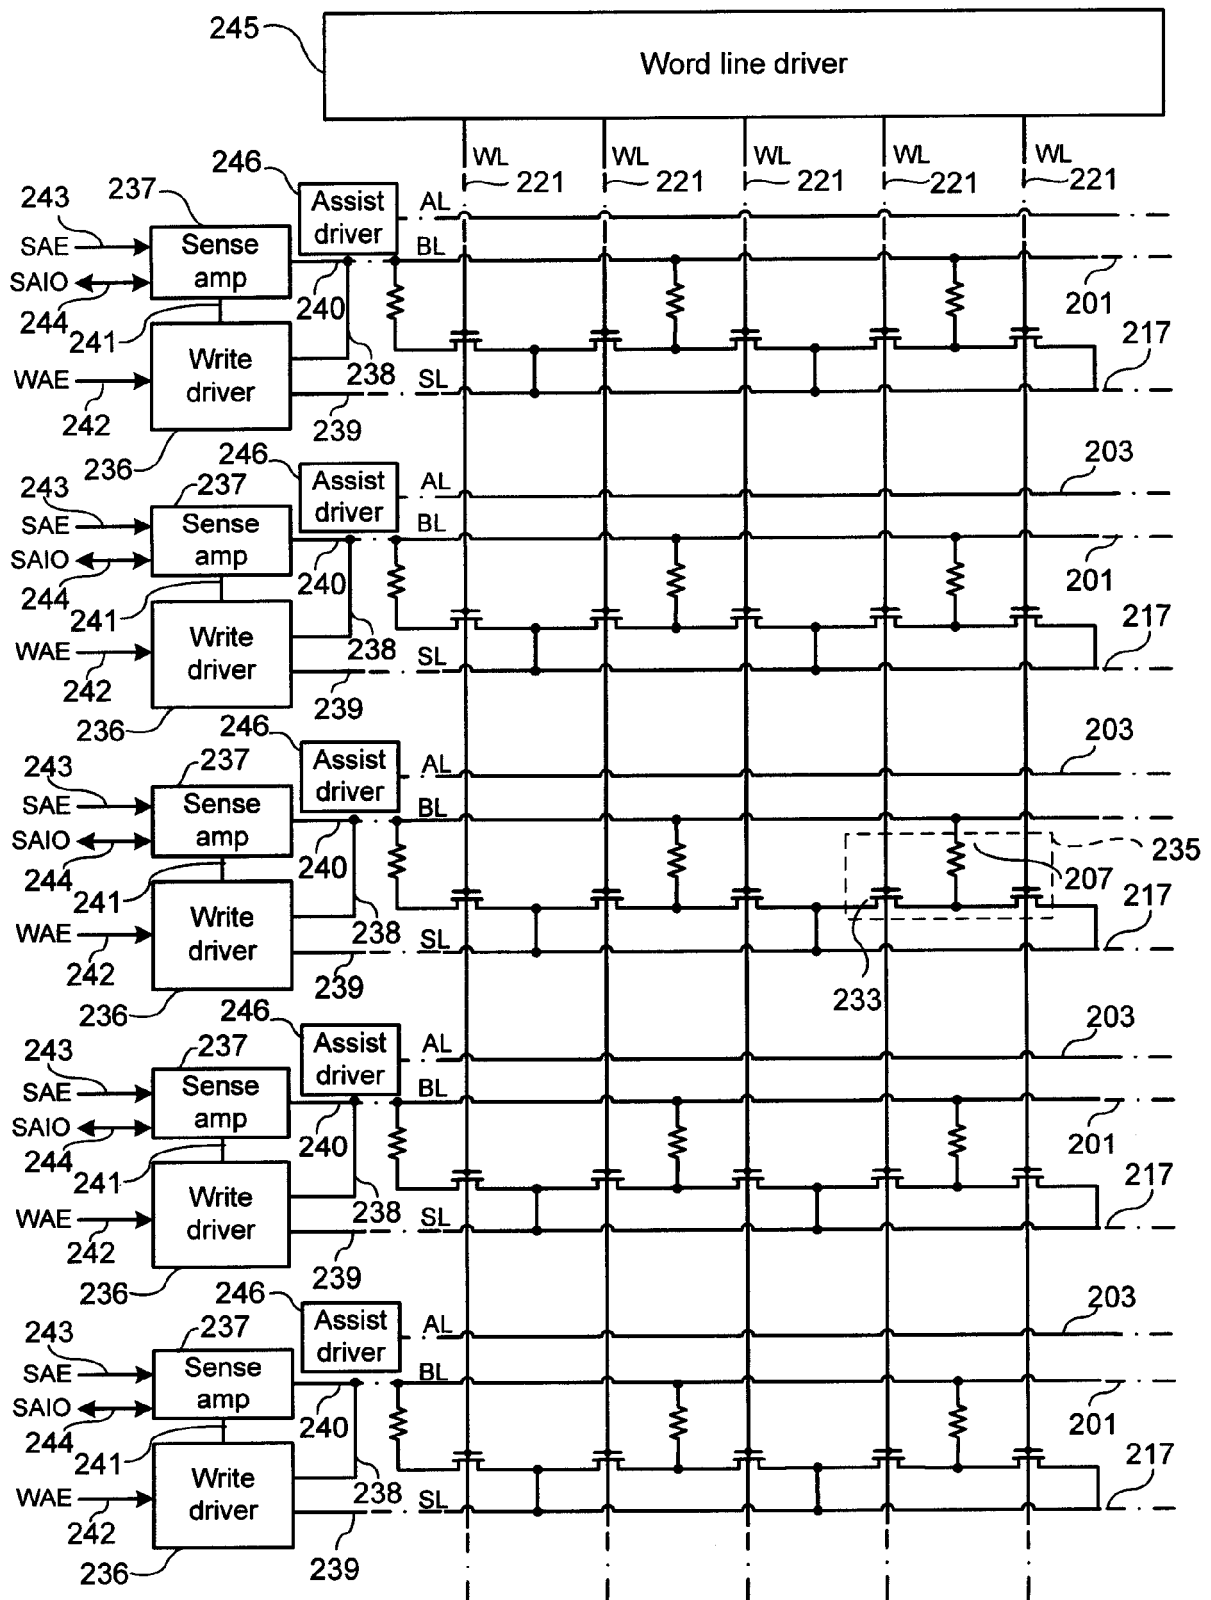 245
Word line driver
WL WL WL WL WL
221 221 221 221 221
246
Assist driver
AL
237
243
SAE
Sense amp
BL
SAIO
240
201
244
241
Write driver
238
217
WAE
SL
242
239
236
246
Assist driver
203
AL
237
243
SAE
Sense amp
BL
SAIO
240
201
244
241
Write driver
238
217
WAE
SL
242
239
236
246
Assist driver
203
AL
237
243
SAE
Sense amp
BL
SAIO
235
207
240
244
241
Write driver
238
217
WAE
SL
242
239
233
236
246
Assist driver
203
AL
237
243
SAE
Sense amp
BL
SAIO
240
201
244
241
Write driver
238
217
WAE
SL
242
239
236
246
Assist driver
203
AL
237
243
SAE
Sense amp
BL
SAIO
240
201
244
241
Write driver
238
217
WAE
SL
242
239
236